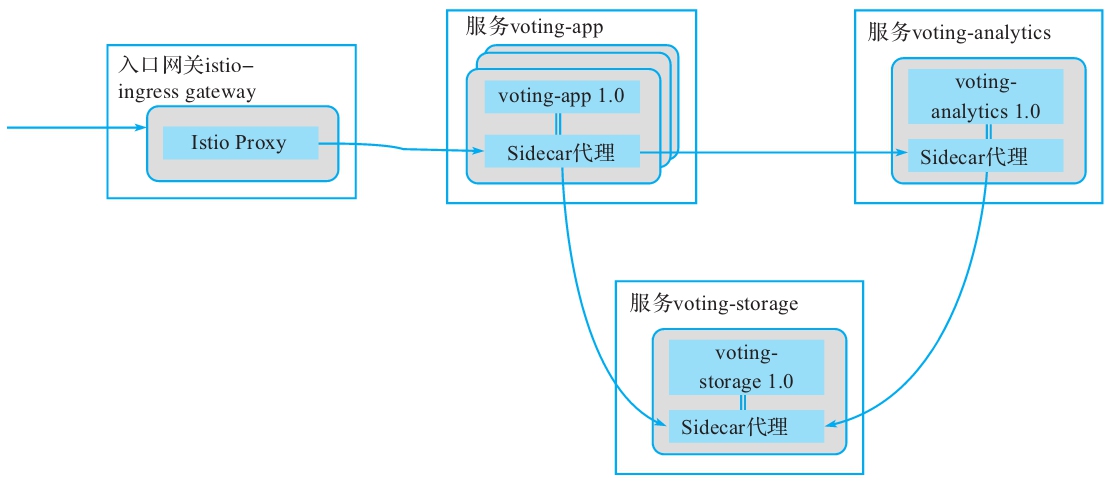 入口网关istio-
ingress gateway
Istio Proxy
服务voting-app
voting-app 1.0
Sidecar代理
服务voting-analytics
voting-
analytics 1.0
Sidecar代理
服务voting-storage
voting-
storage 1.0
Sidecar代理